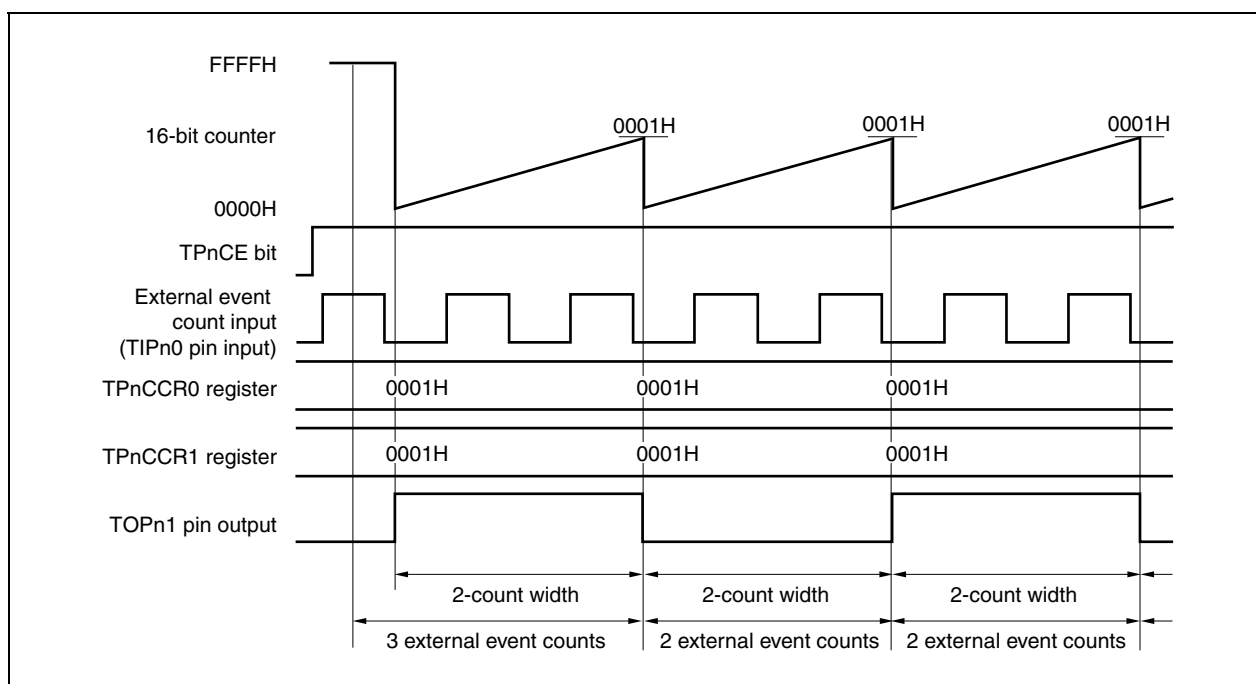 FFFFH
16-bit counter
0001H 0001H 0001H
0000H
TPnCE bit
External event
count input
(TIPn0 pin input)
TPnCCR0 register 0001H 0001H 0001H
TPnCCR1 register 0001H 0001H 0001H
TOPn1 pin output
2-count width 2-count width 2-count width
3 external event counts 2 external event counts 2 external event counts